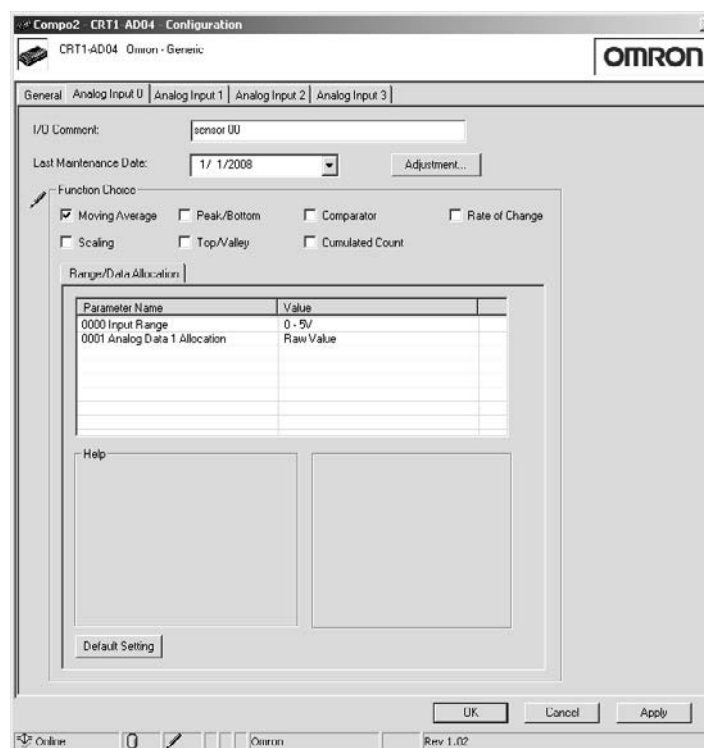 Compo2 - CRT1-AD04 - Configuration
CRT1-AD04 Omron - Generic
OMRON
General Analog Input 0 Analog Input 1 Analog Input 2 Analog Input 3
I/O Comment: sensor 00
Last Maintenance Date: 1/ 1/2008 Adjustment...
Function Choice
Moving Average Peak/Bottom Comparator Rate of Change
Scaling Top/Valley Cumulated Count
Range/Data Allocation
Parameter Name Value
0000 Input Range 0 - 5V
0001 Analog Data 1 Allocation Raw Value
Help
Default Setting
OK Cancel Apply
Online Omron Rev 1.02